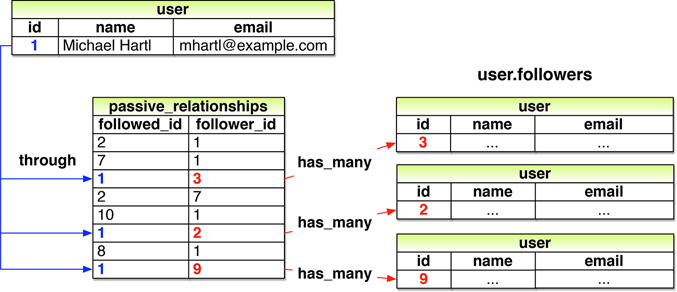 user
id name email
1 Michael Hartl mhartl@example.com
user.followers
passive_relationships
followed_id follower_id
2 1
7 1
1 3
2 7
10 1
1 2
8 1
1 9
through
has_many
has_many
has_many
user
id name email
3 ... ...
user
id name email
2 ... ...
user
id name email
9 ... ...